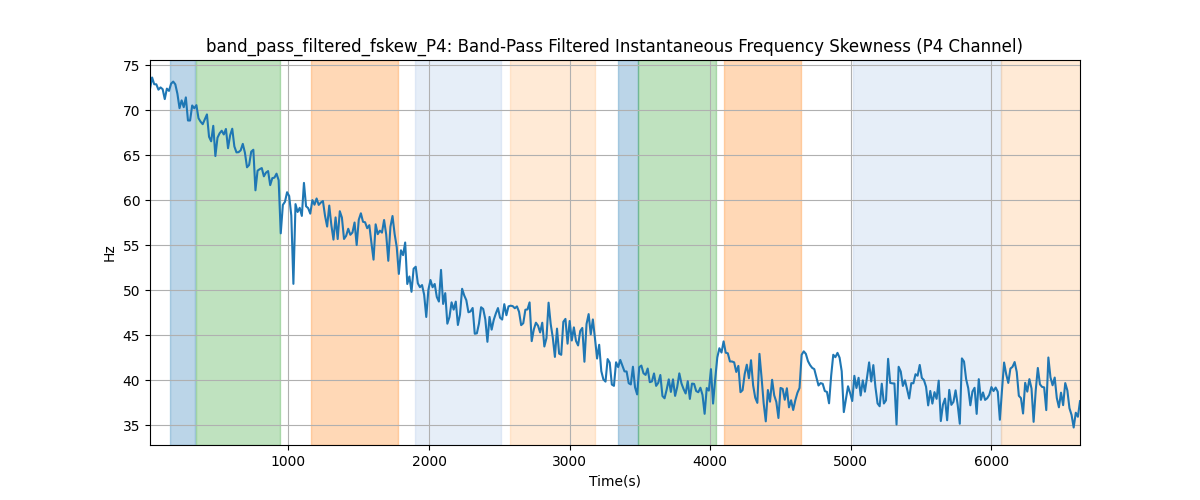 band_pass_filtered_fskew_P4: Band-Pass Filtered Instantaneous Frequency Skewness (P4 Channel)
75
70
65
60
55
50
45
40
35
Hz
1000 2000 3000 4000 5000 6000
Time(s)